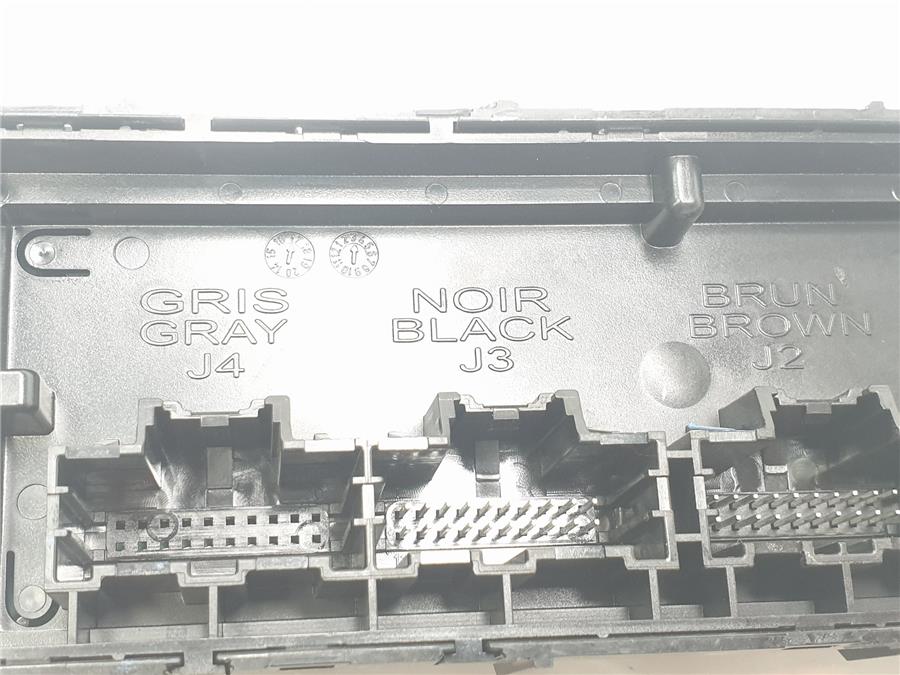 GRIS
GRAY
J4
NOIR
BLACK
J3
BRUN
BROWN
J2